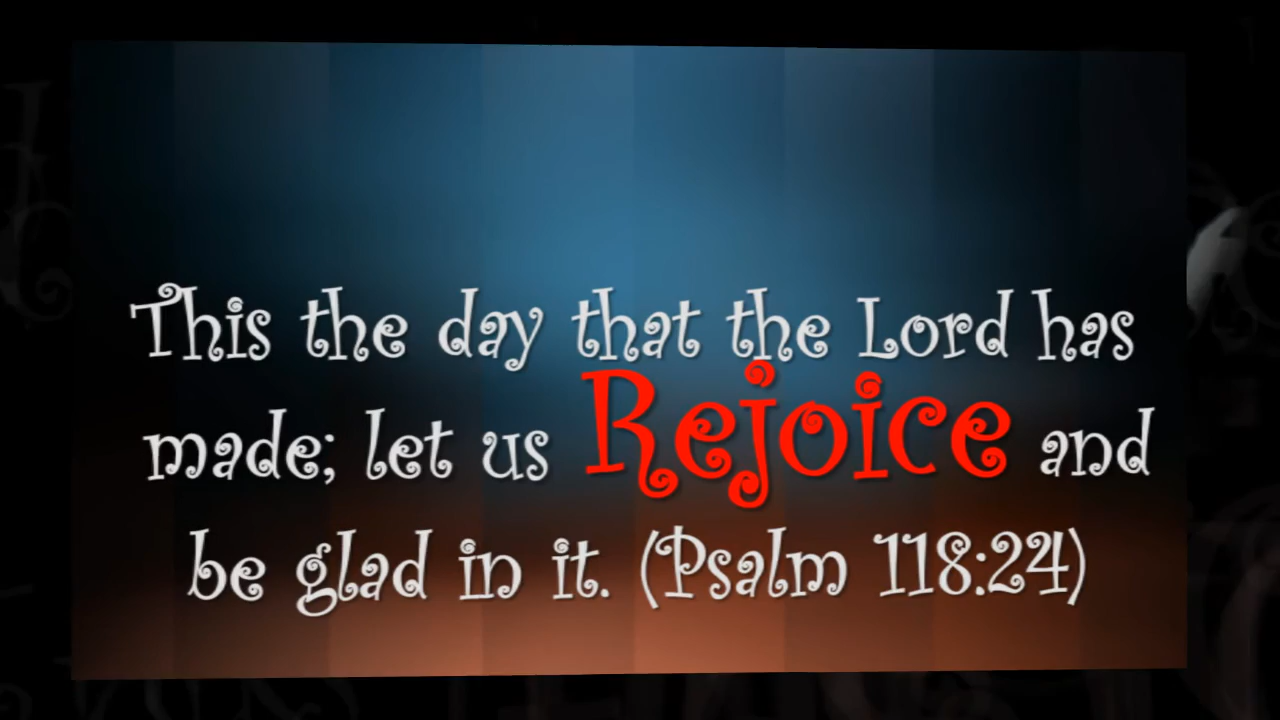 This the day that the Lord has
made; let us Rejoice and
be glad in it. (Psalm 118:24)